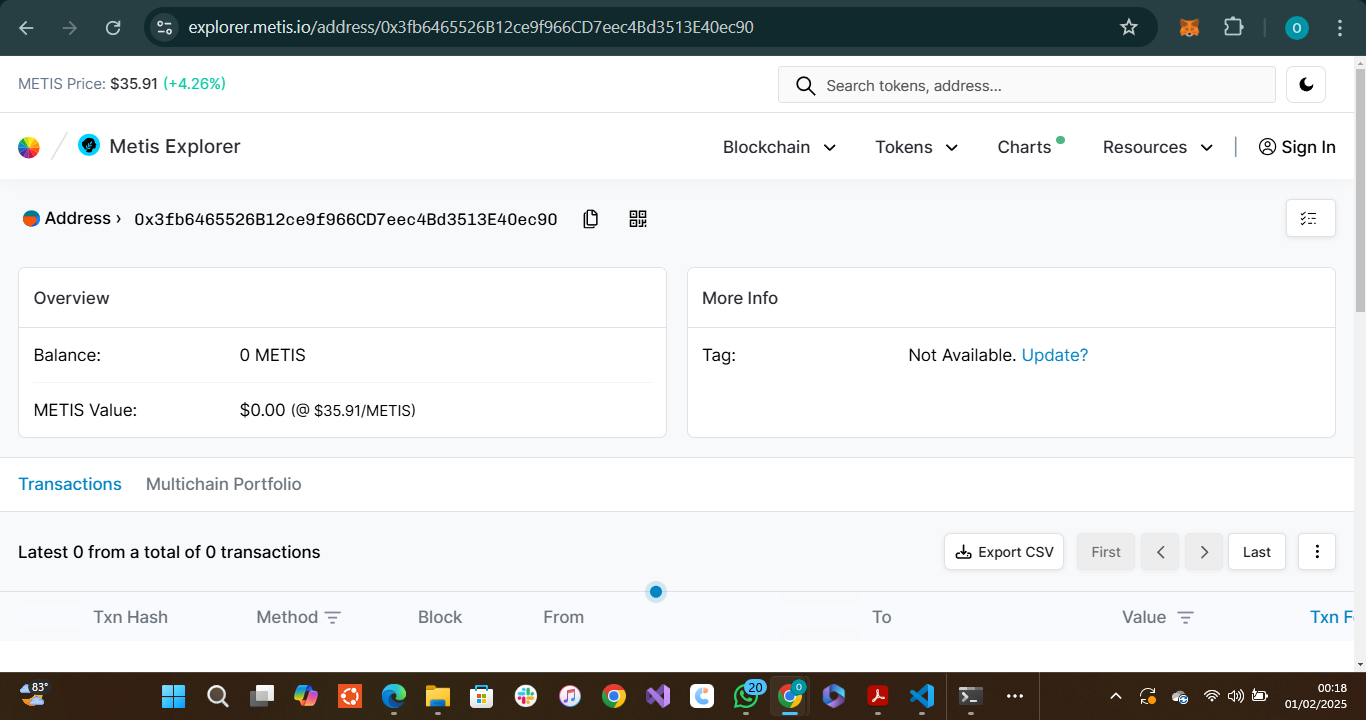 explorer.metis.io/address/0x3fb6465526B12ce9f966CD7eec4Bd3513E40ec90
O
METIS Price: $35.91 (+4.26%)
Search tokens, address...
Metis Explorer
Blockchain
Tokens
Charts
Resources
Sign In
Address › 0x3fb6465526B12ce9f966CD7eec4Bd3513E40ec90
Overview
More Info
Balance: 0 METIS
Tag: Not Available. Update?
METIS Value: $0.00 (@ $35.91/METIS)
Transactions
Multichain Portfolio
Latest 0 from a total of 0 transactions
Export CSV
First
Last
Txn Hash Method Block From To Value Txn F
83°
20
O
00:18
01/02/2025